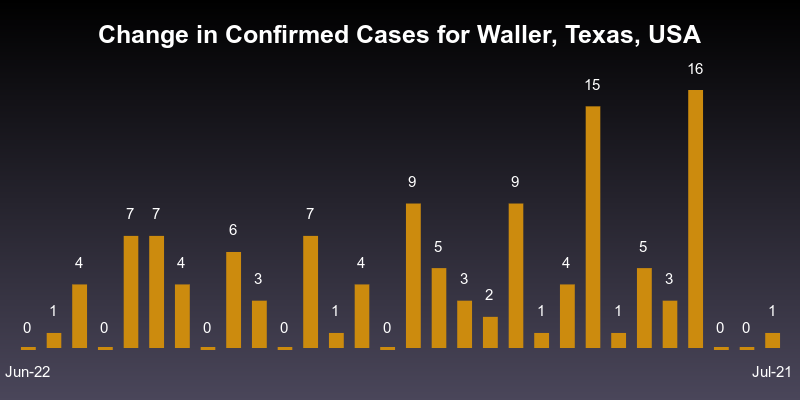 Change in Confirmed Cases for Waller, Texas, USA
0 1 4 0 7 7 4 0 6 3 0 7 1 4 0 9 5 3 2 9 1 4 15 1 5 3 16 0 0 1
Jun-22 Jul-21